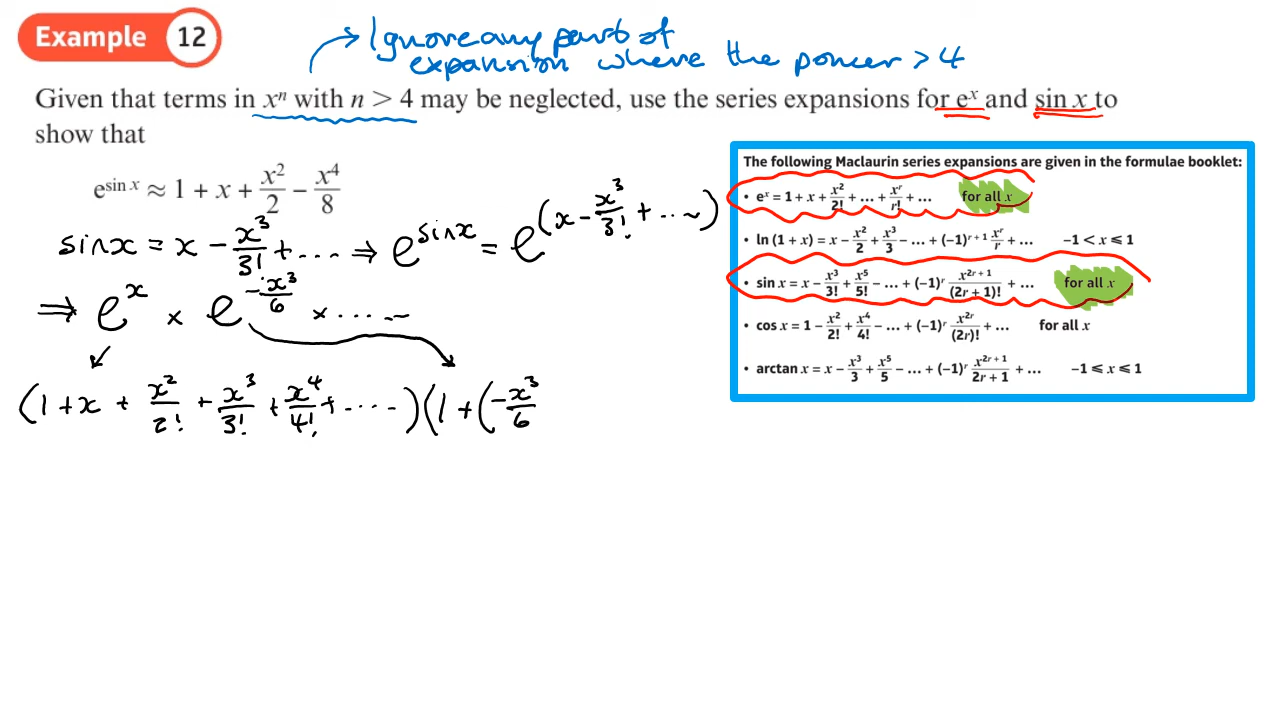 Example 12
→ Ignore any part of
expansion where the power > 4
Given that terms in xⁿ with n > 4 may be neglected, use the series expansions for eˣ and sin x to
show that
e^(sin x) ≈ 1 + x + x²/2 − x⁴/8
sinx = x − x³/3! + .... ⇒ e^(sinx) = e^(x − x³/3! + ....)
⇒ e^x × e^(−x³/6) × .....
(1 + x + x²/2! + x³/3! + x⁴/4! + ....)(1 + (−x³/6
The following Maclaurin series expansions are given in the formulae booklet:
• eˣ = 1 + x + x²/2! + ... + xʳ/r! + ... for all x
• ln (1 + x) = x − x²/2 + x³/3 − ... + (−1)^(r + 1) xʳ/r + ... −1 < x ⩽ 1
• sin x = x − x³/3! + x⁵/5! − ... + (−1)ʳ x^(2r + 1)/(2r + 1)! + ... for all x
• cos x = 1 − x²/2! + x⁴/4! − ... + (−1)ʳ x^(2r)/(2r)! + ... for all x
• arctan x = x − x³/3 + x⁵/5 − ... + (−1)ʳ x^(2r + 1)/(2r + 1) + ... −1 ⩽ x ⩽ 1